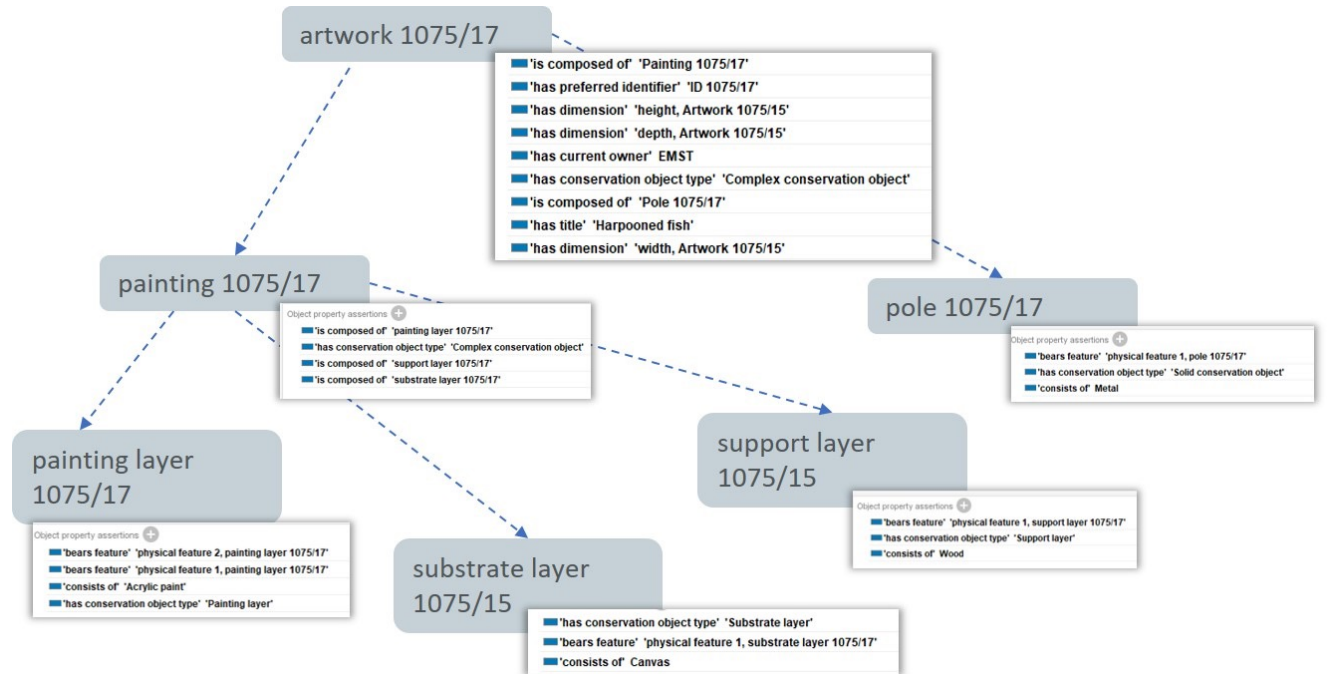 artwork 1075/17
'is composed of' 'Painting 1075/17'
'has preferred identifier' 'ID 1075/17'
'has dimension' 'height, Artwork 1075/15'
'has dimension' 'depth, Artwork 1075/15'
'has current owner' EMST
'has conservation object type' 'Complex conservation object'
'is composed of' 'Pole 1075/17'
'has title' 'Harpooned fish'
'has dimension' 'width, Artwork 1075/15'
painting 1075/17
Object property assertions
'is composed of' 'painting layer 1075/17'
'has conservation object type' 'Complex conservation object'
'is composed of' 'support layer 1075/17'
'is composed of' 'substrate layer 1075/17'
pole 1075/17
Object property assertions
'bears feature' 'physical feature 1, pole 1075/17'
'has conservation object type' 'Solid conservation object'
'consists of' Metal
painting layer
1075/17
Object property assertions
'bears feature' 'physical feature 2, painting layer 1075/17'
'bears feature' 'physical feature 1, painting layer 1075/17'
'consists of' 'Acrylic paint'
'has conservation object type' 'Painting layer'
support layer
1075/15
Object property assertions
'bears feature' 'physical feature 1, support layer 1075/17'
'has conservation object type' 'Support layer'
'consists of' Wood
substrate layer
1075/15
'has conservation object type' 'Substrate layer'
'bears feature' 'physical feature 1, substrate layer 1075/17'
'consists of' Canvas